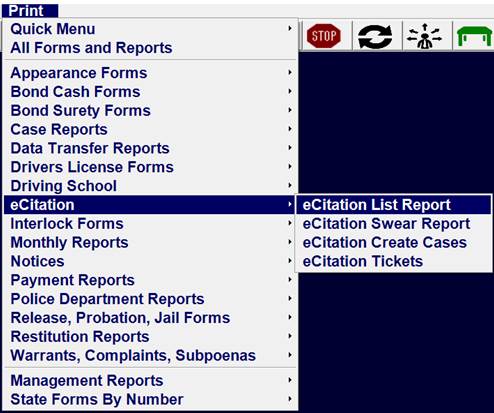 Print
Quick Menu
All Forms and Reports
STOP
Appearance Forms
Bond Cash Forms
Bond Surety Forms
Case Reports
Data Transfer Reports
Drivers License Forms
Driving School
eCitation
eCitation List Report
Interlock Forms
eCitation Swear Report
Monthly Reports
eCitation Create Cases
Notices
eCitation Tickets
Payment Reports
Police Department Reports
Release, Probation, Jail Forms
Restitution Reports
Warrants, Complaints, Subpoenas
Management Reports
State Forms By Number